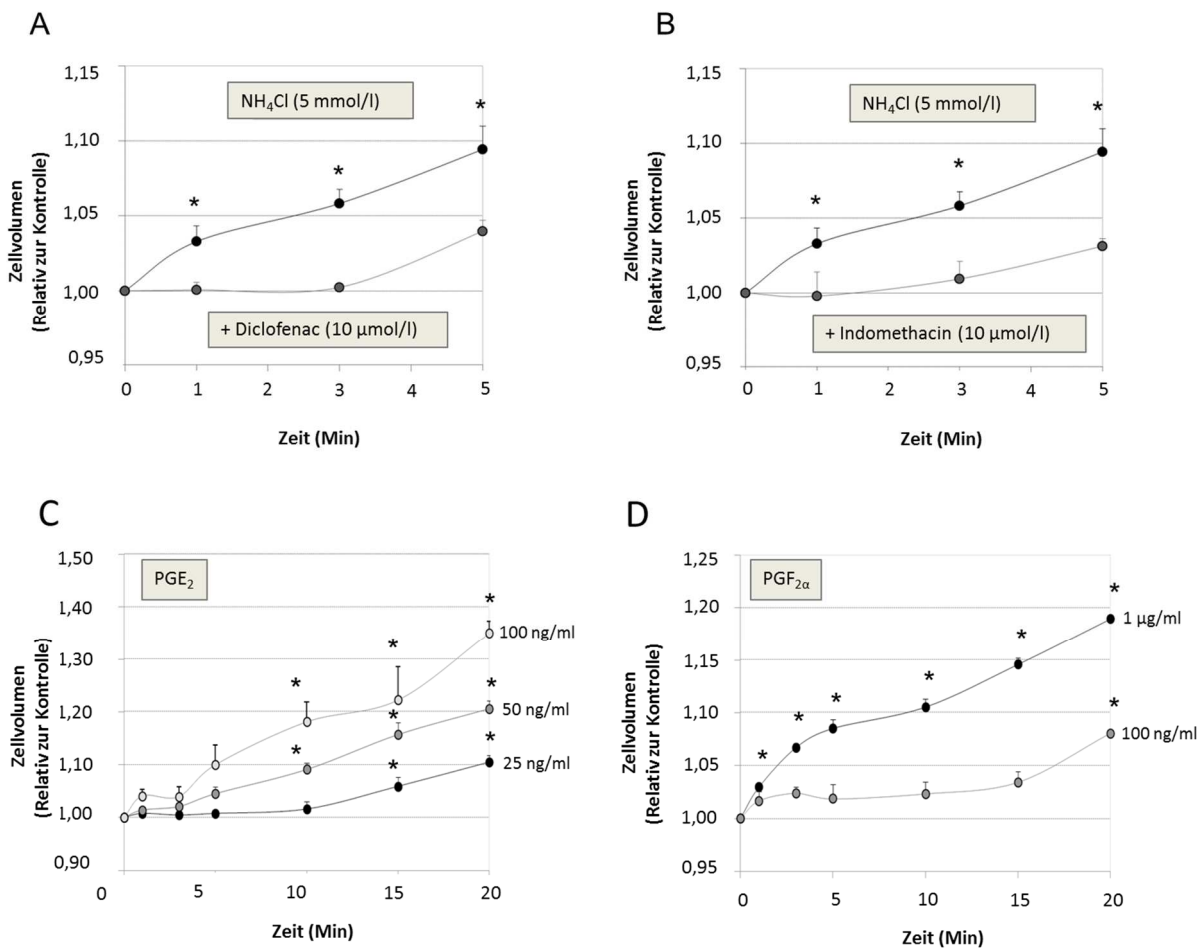 A
1,15
1,10
1,05
1,00
0,95
Zellvolumen
(Relativ zur Kontrolle)
NH₄Cl (5 mmol/l)
*
*
*
+ Diclofenac (10 µmol/l)
0 1 2 3 4 5
Zeit (Min)
B
1,15
1,10
1,05
1,00
0,95
Zellvolumen
(Relativ zur Kontrolle)
NH₄Cl (5 mmol/l)
*
*
*
+ Indomethacin (10 µmol/l)
0 1 2 3 4 5
Zeit (Min)
C
1,50
1,40
1,30
1,20
1,10
1,00
0,90
Zellvolumen
(Relativ zur Kontrolle)
PGE₂
* * *
100 ng/ml
* * *
50 ng/ml
* *
25 ng/ml
0 5 10 15 20
Zeit (Min)
D
1,25
1,20
1,15
1,10
1,05
1,00
0,95
Zellvolumen
(Relativ zur Kontrolle)
PGF₂α
* * * * * *
1 µg/ml
*
100 ng/ml
0 5 10 15 20
Zeit (Min)